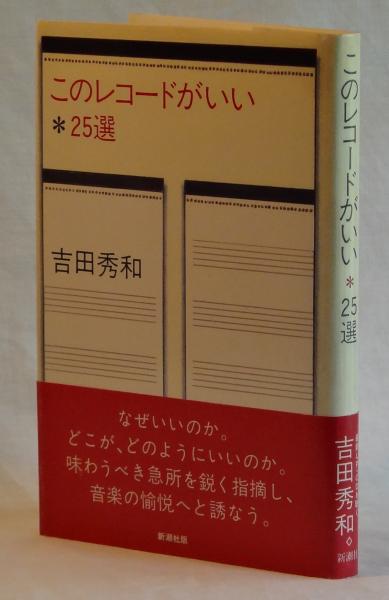 このレコードがいい
＊25選
吉田秀和
なぜいいのか。
どこが、どのようにいいのか。
味わうべき急所を鋭く指摘し、
音楽の愉悦へと誘なう。
新潮社版
このレコードがいい＊25選
吉田秀和